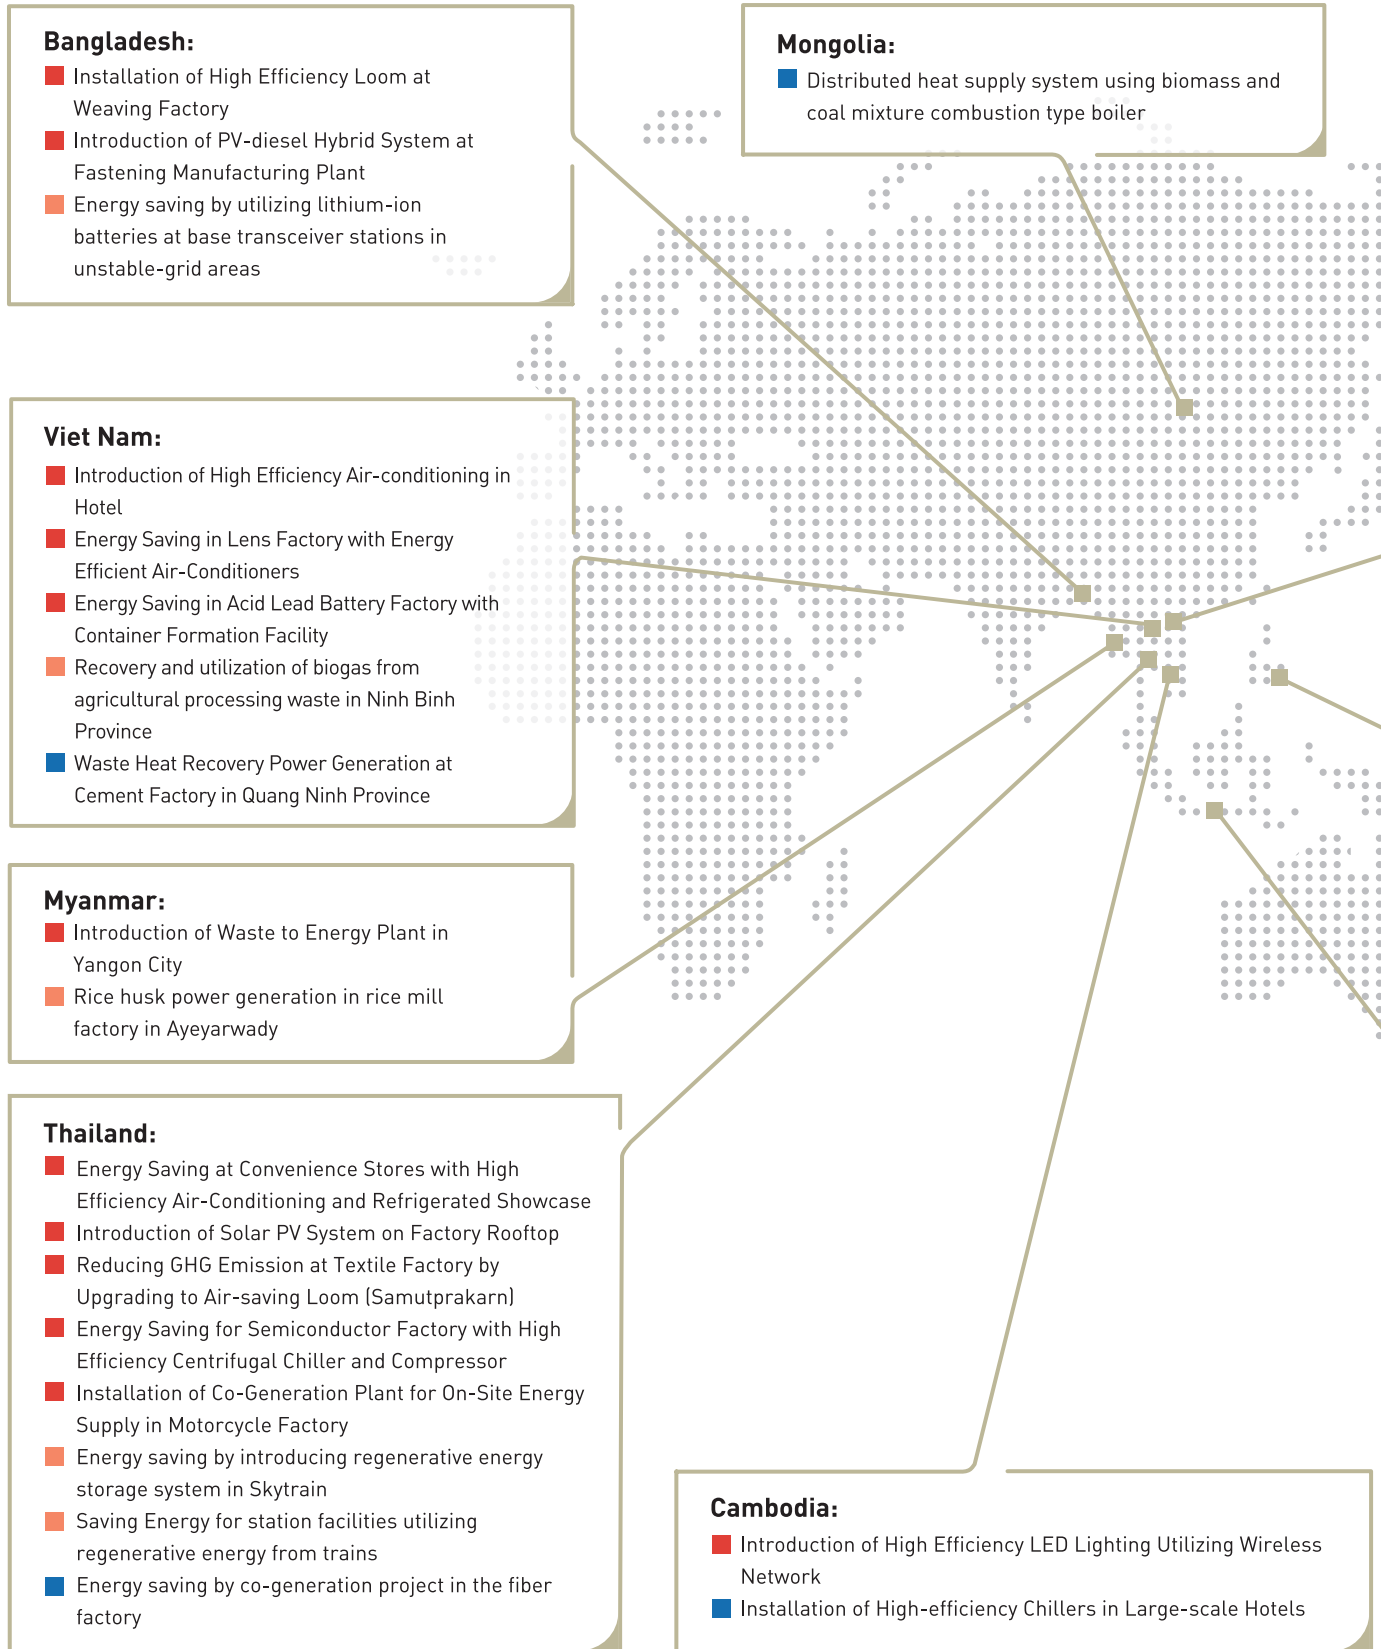 Bangladesh:
Installation of High Efficiency Loom at
Weaving Factory
Introduction of PV-diesel Hybrid System at
Fastening Manufacturing Plant
Energy saving by utilizing lithium-ion
batteries at base transceiver stations in
unstable-grid areas
Mongolia:
Distributed heat supply system using biomass and
coal mixture combustion type boiler
Viet Nam:
Introduction of High Efficiency Air-conditioning in
Hotel
Energy Saving in Lens Factory with Energy
Efficient Air-Conditioners
Energy Saving in Acid Lead Battery Factory with
Container Formation Facility
Recovery and utilization of biogas from
agricultural processing waste in Ninh Binh
Province
Waste Heat Recovery Power Generation at
Cement Factory in Quang Ninh Province
Myanmar:
Introduction of Waste to Energy Plant in
Yangon City
Rice husk power generation in rice mill
factory in Ayeyarwady
Thailand:
Energy Saving at Convenience Stores with High
Efficiency Air-Conditioning and Refrigerated Showcase
Introduction of Solar PV System on Factory Rooftop
Reducing GHG Emission at Textile Factory by
Upgrading to Air-saving Loom (Samutprakarn)
Energy Saving for Semiconductor Factory with High
Efficiency Centrifugal Chiller and Compressor
Installation of Co-Generation Plant for On-Site Energy
Supply in Motorcycle Factory
Energy saving by introducing regenerative energy
storage system in Skytrain
Saving Energy for station facilities utilizing
regenerative energy from trains
Energy saving by co-generation project in the fiber
factory
Cambodia:
Introduction of High Efficiency LED Lighting Utilizing Wireless
Network
Installation of High-efficiency Chillers in Large-scale Hotels